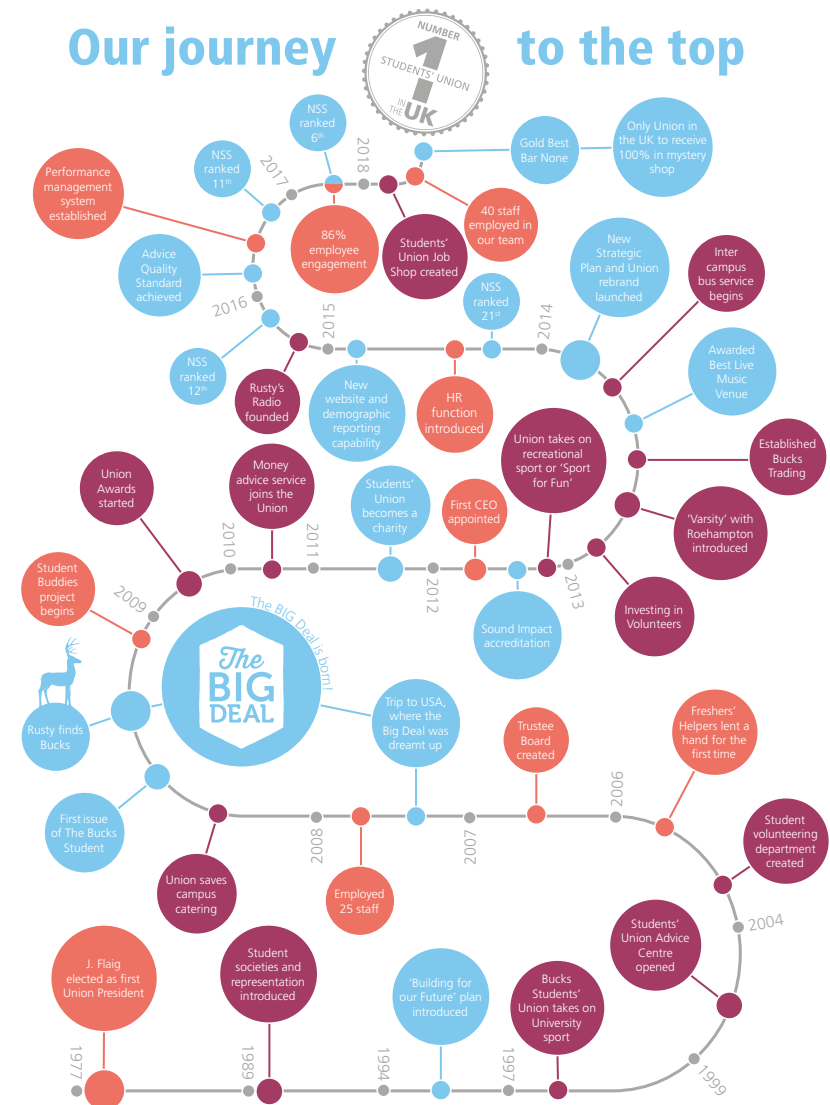 Our journey
NUMBER
1
STUDENTS' UNION
IN
THE
UK
to the top
NSS
ranked
6th
2018
Gold Best
Bar None
Only Union in
the UK to receive
100% in mystery
shop
NSS
ranked
11th
2017
Performance
management
system
established
86%
employee
engagement
Students'
Union Job
Shop created
40 staff
employed in
our team
Advice
Quality
Standard
achieved
2016
New
Strategic
Plan and Union
rebrand
launched
Inter
campus
bus service
begins
NSS
ranked
21st
2015
2014
NSS
ranked
12th
Rusty's
Radio
founded
New
website and
demographic
reporting
capability
HR
function
introduced
Awarded
Best Live
Music
Venue
Union
Awards
started
Money
advice service
joins the
Union
Students'
Union
becomes a
charity
First CEO
appointed
Union takes on
recreational
sport or 'Sport
for Fun'
Established
Bucks
Trading
'Varsity' with
Roehampton
introduced
2010
2011
2012
2013
Student
Buddies
project
begins
2009
Sound Impact
accreditation
Investing in
Volunteers
The BIG Deal is born!
The
BIG
DEAL
Rusty finds
Bucks
Trip to USA,
where the
Big Deal was
dreamt up
Trustee
Board
created
Freshers'
Helpers lent a
hand for the
first time
First issue
of The Bucks
Student
2008
2007
2006
Student
volunteering
department
created
Union saves
campus
catering
Employed
25 staff
2004
Students'
Union Advice
Centre
opened
J. Flaig
elected as first
Union President
Student
societies and
representation
introduced
'Building for
our Future' plan
introduced
Bucks
Students'
Union takes on
University
sport
1977
1989
1994
1997
1999